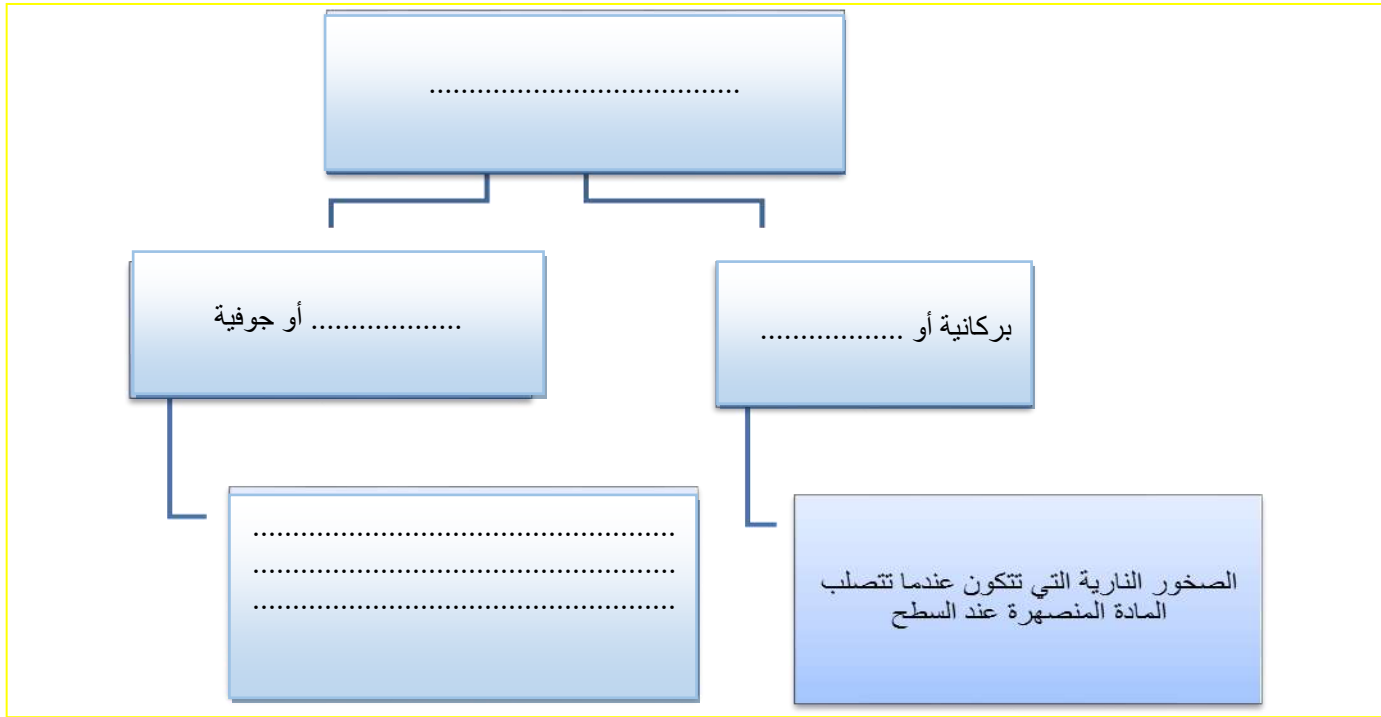 .......................................
بركانية أو ..................
................... أو جوفية
الصخور النارية التي تتكون عندما تتصلب
المادة المنصهرة عند السطح
.....................................................
.....................................................
.....................................................